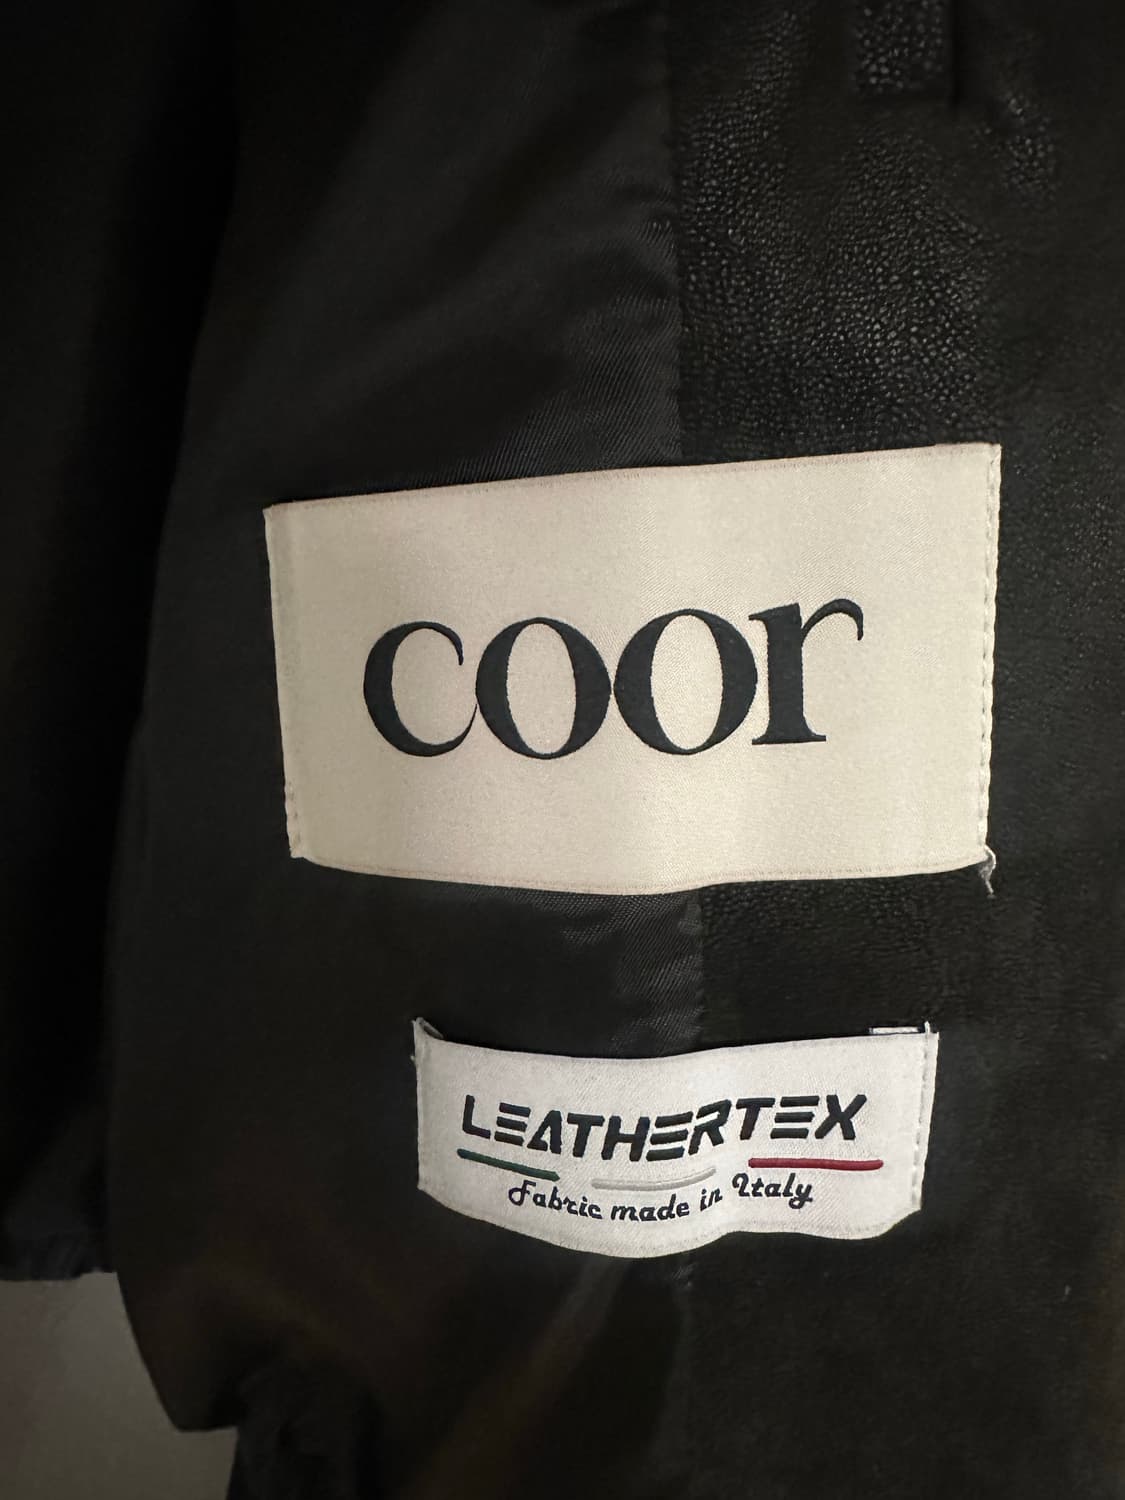 coor
LEATHERTEX
Fabric made in Italy